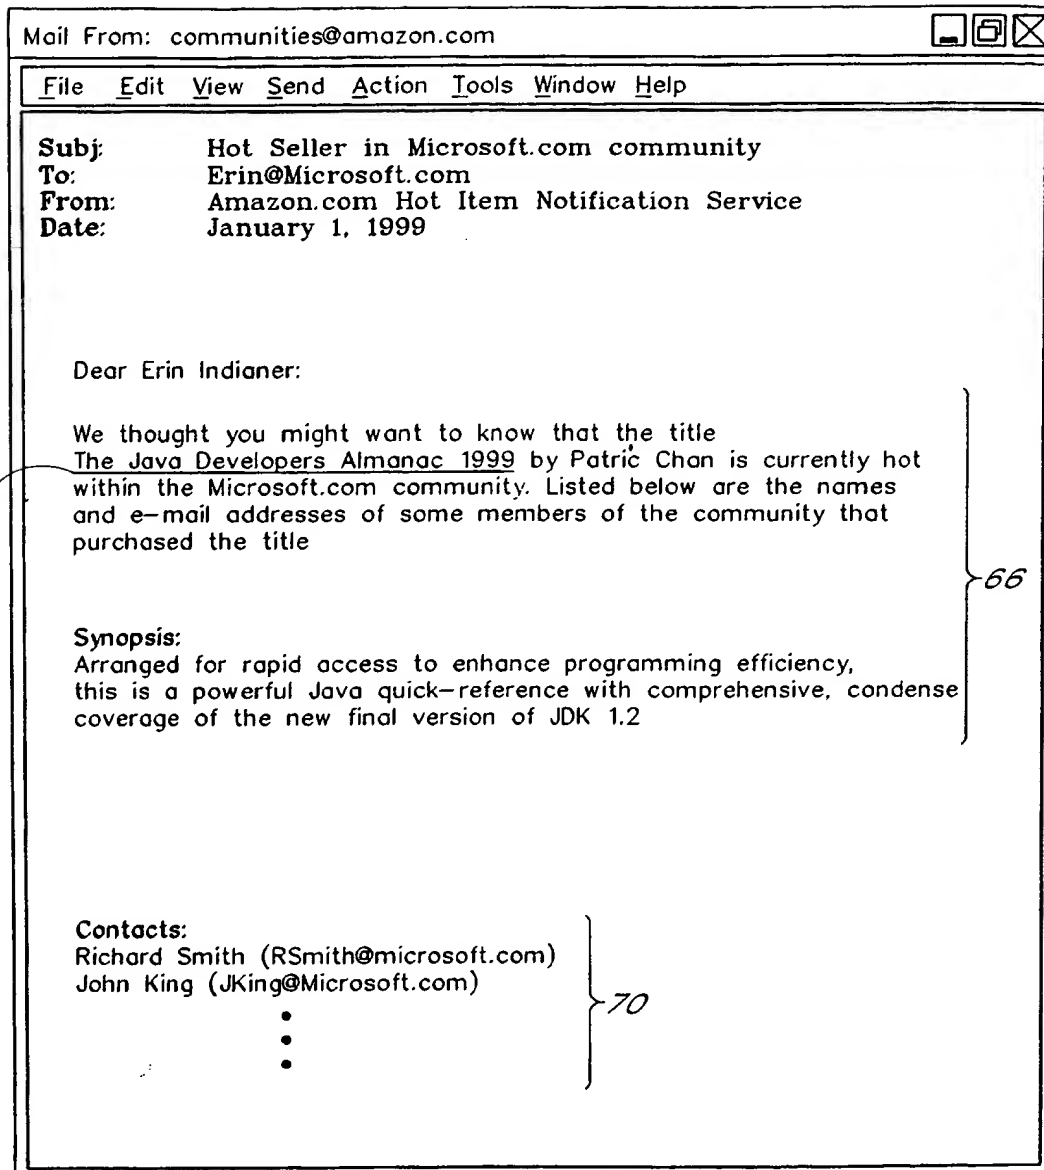 Mail From: communities@amazon.com
File Edit View Send Action Tools Window Help
Subj: Hot Seller in Microsoft.com community
To: Erin@Microsoft.com
From: Amazon.com Hot Item Notification Service
Date: January 1, 1999
Dear Erin Indianer:
We thought you might want to know that the title
The Java Developers Almanac 1999 by Patric Chan is currently hot
within the Microsoft.com community. Listed below are the names
and e-mail addresses of some members of the community that
purchased the title
66
Synopsis:
Arranged for rapid access to enhance programming efficiency,
this is a powerful Java quick-reference with comprehensive, condense
coverage of the new final version of JDK 1.2
Contacts:
Richard Smith (RSmith@microsoft.com)
John King (JKing@Microsoft.com)
70